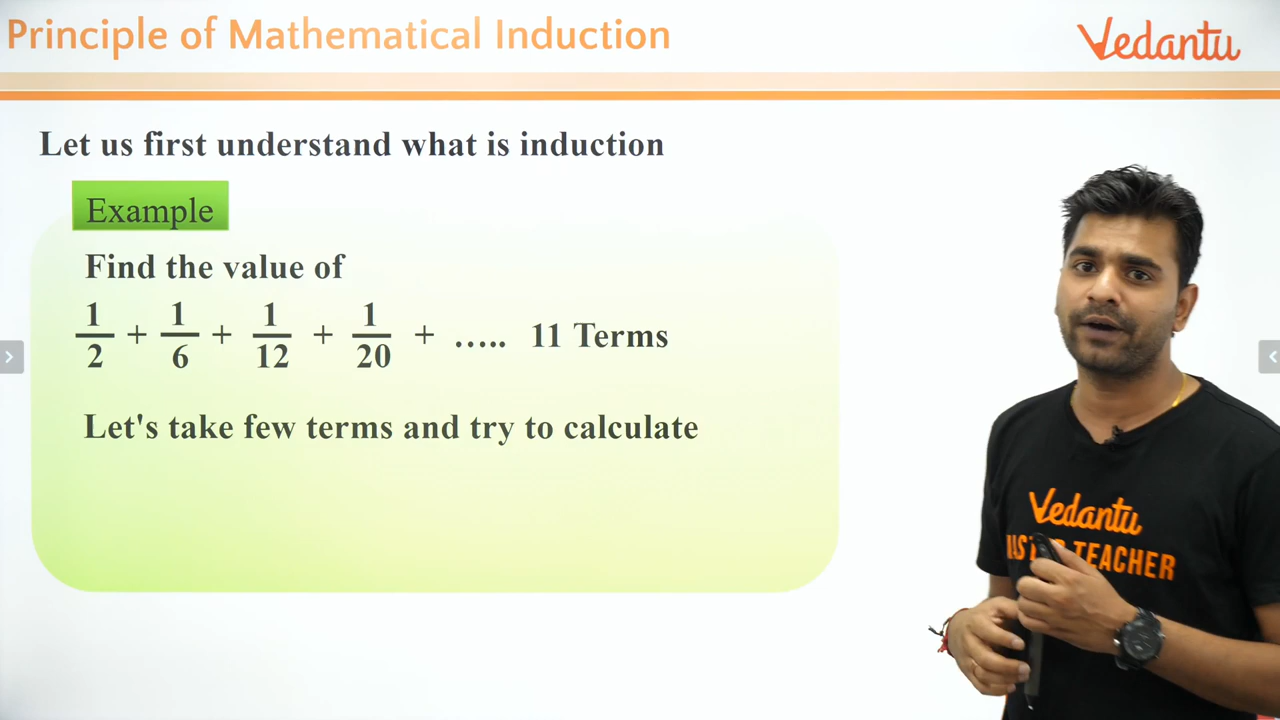 Principle of Mathematical Induction
Vedantu
Let us first understand what is induction
Example
Find the value of
1/2 + 1/6 + 1/12 + 1/20 + ..... 11 Terms
Let's take few terms and try to calculate
Vedantu
TEACHER